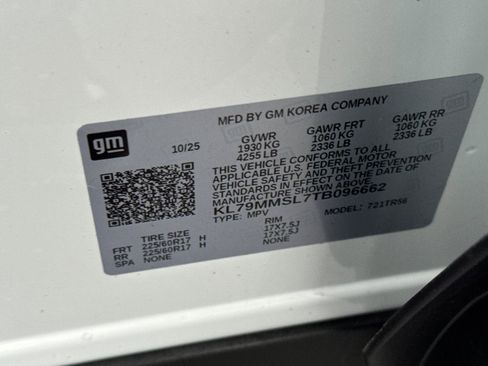 MFD BY GM KOREA COMPANY
gm
10/25
GVWR GAWR FRT GAWR RR
1930 KG 1060 KG 1060 KG
4255 LB 2336 LB 2336 LB
THIS VEHICLE CONFORMS TO ALL
APPLICABLE U.S. FEDERAL MOTOR
VEHICLE SAFETY AND THEFT PREVENTION
STANDARDS IN EFFECT ON THE DATE OF
MANUFACTURE SHOWN ABOVE.
KL79MMSL7TB096662
TYPE: MPV MODEL: 721TR56
TIRE SIZE RIM
FRT 225/60R17 H 17X7.5J
RR 225/60R17 H 17X7.5J
SPA NONE NONE